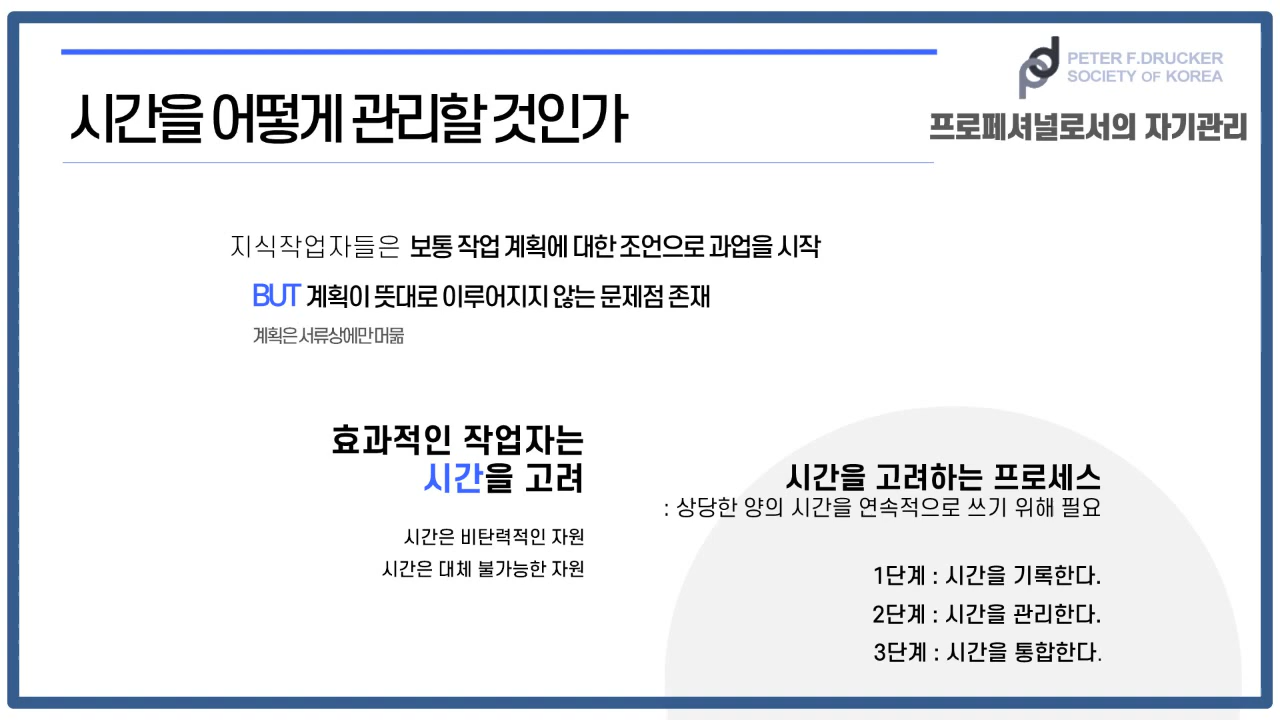 시간을 어떻게 관리할 것인가
PETER F.DRUCKER
SOCIETY OF KOREA
프로페셔널로서의 자기관리
지식작업자들은 보통 작업 계획에 대한 조언으로 과업을 시작
BUT 계획이 뜻대로 이루어지지 않는 문제점 존재
계획은 서류상에만 머묾
효과적인 작업자는
시간을 고려
시간은 비탄력적인 자원
시간은 대체 불가능한 자원
시간을 고려하는 프로세스
: 상당한 양의 시간을 연속적으로 쓰기 위해 필요
1단계 : 시간을 기록한다.
2단계 : 시간을 관리한다.
3단계 : 시간을 통합한다.